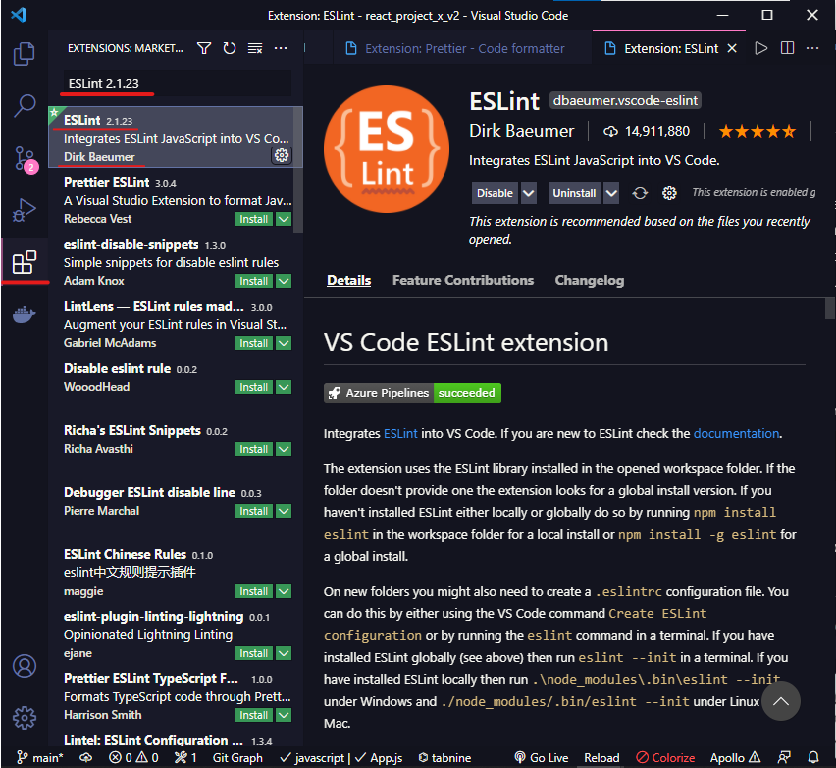 Extension: ESLint - react_project_x_v2 - Visual Studio Code
EXTENSIONS: MARKET...
Extension: Prettier - Code formatter
Extension: ESLint
ESLint 2.1.23
ESLint 2.1.23
Integrates ESLint JavaScript into VS Co...
Dirk Baeumer
Prettier ESLint 3.0.4
A Visual Studio Extension to format Jav...
Rebecca Vest
Install
eslint-disable-snippets 1.3.0
Simple snippets for disable eslint rules
Adam Knox
Install
LintLens — ESLint rules mad... 3.0.0
Augment your ESLint rules in Visual St...
Gabriel McAdams
Install
Disable eslint rule 0.0.2
WooodHead
Install
Richa's ESLint Snippets 0.0.2
Richa Avasthi
Install
Debugger ESLint disable line 0.0.3
Pierre Marchal
Install
ESLint Chinese Rules 0.1.0
eslint中文规则提示插件
maggie
Install
eslint-plugin-linting-lightning 0.0.1
Opinionated Lightning Linting
ejane
Install
Prettier ESLint TypeScript F... 1.0.0
Formats TypeScript code through Prett...
Harrison Smith
Install
Lintel: ESLint Configuration ... 1.3.4
2
ES
Lint
ESLint
dbaeumer.vscode-eslint
Dirk Baeumer
14,911,880
Integrates ESLint JavaScript into VS Code.
Disable
Uninstall
This extension is enabled g
This extension is recommended based on the files you recently
opened.
Details
Feature Contributions
Changelog
VS Code ESLint extension
Azure Pipelines succeeded
Integrates ESLint into VS Code. If you are new to ESLint check the documentation.
The extension uses the ESLint library installed in the opened workspace folder. If the
folder doesn't provide one the extension looks for a global install version. If you
haven't installed ESLint either locally or globally do so by running npm install
eslint in the workspace folder for a local install or npm install -g eslint for
a global install.
On new folders you might also need to create a .eslintrc configuration file. You
can do this by either using the VS Code command Create ESLint
configuration or by running the eslint command in a terminal. If you have
installed ESLint globally (see above) then run eslint --init in a terminal. If you
have installed ESLint locally then run .\node_modules\.bin\eslint --init
under Windows and ./node_modules/.bin/eslint --init under Linux
Mac.
main*
0
0
1
Git Graph
javascript |
App.js
tabnine
Go Live
Reload
Colorize
Apollo